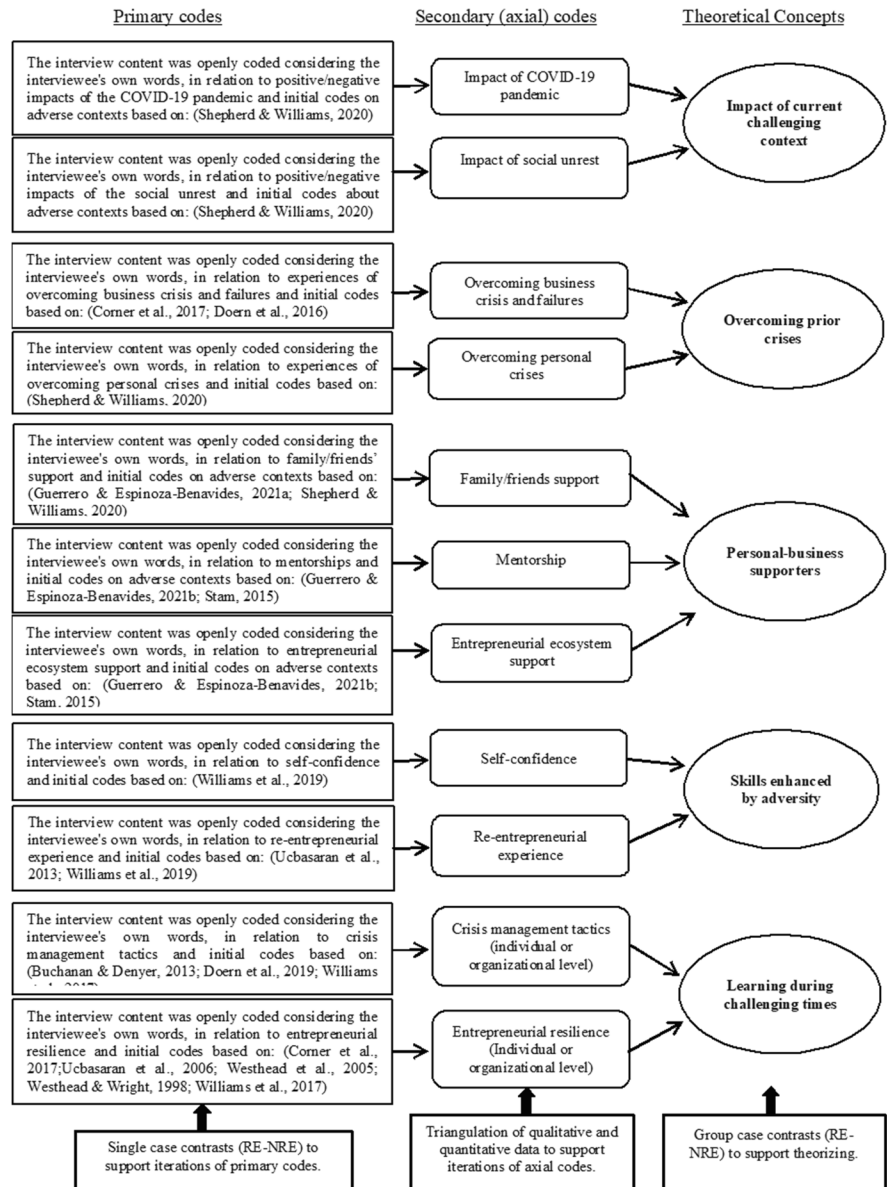 Primary codes
Secondary (axial) codes
Theoretical Concepts
The interview content was openly coded considering the
interviewee's own words, in relation to positive/negative
impacts of the COVID-19 pandemic and initial codes on
adverse contexts based on: (Shepherd & Williams, 2020)
Impact of COVID-19
pandemic
Impact of current
challenging
context
The interview content was openly coded considering the
interviewee's own words, in relation to positive/negative
impacts of the social unrest and initial codes about
adverse contexts based on: (Shepherd & Williams, 2020)
Impact of social unrest
The interview content was openly coded considering the
interviewee's own words, in relation to experiences of
overcoming business crisis and failures and initial codes
based on: (Corner et al., 2017; Doern et al., 2016)
Overcoming business
crisis and failures
Overcoming prior
crises
The interview content was openly coded considering the
interviewee's own words, in relation to experiences of
overcoming personal crises and initial codes based on:
(Shepherd & Williams, 2020)
Overcoming personal
crises
The interview content was openly coded considering the
interviewee's own words, in relation to family/friends'
support and initial codes on adverse contexts based on:
(Guerrero & Espinoza-Benavides, 2021a; Shepherd &
Williams, 2020)
Family/friends support
Personal-business
supporters
The interview content was openly coded considering the
interviewee's own words, in relation to mentorships and
initial codes on adverse contexts based on: (Guerrero &
Espinoza-Benavides, 2021b; Stam, 2015)
Mentorship
The interview content was openly coded considering the
interviewee's own words, in relation to entrepreneurial
ecosystem support and initial codes on adverse contexts
based on: (Guerrero & Espinoza-Benavides, 2021b;
Stam, 2015)
Entrepreneurial ecosystem
support
The interview content was openly coded considering the
interviewee's own words, in relation to self-confidence
and initial codes based on: (Williams et al., 2019)
Self-confidence
Skills enhanced
by adversity
The interview content was openly coded considering the
interviewee's own words, in relation to re-entrepreneurial
experience and initial codes based on: (Ucbasaran et al.,
2013; Williams et al., 2019)
Re-entrepreneurial
experience
The interview content was openly coded considering the
interviewee's own words, in relation to crisis
management tactics and initial codes based on:
(Buchanan & Denyer, 2013; Doern et al., 2019; Williams
Crisis management tactics
(individual or
organizational level)
Learning during
challenging times
The interview content was openly coded considering the
interviewee's own words, in relation to entrepreneurial
resilience and initial codes based on: (Corner et al.,
2017;Ucbasaran et al., 2006; Westhead et al., 2005;
Westhead & Wright, 1998; Williams et al., 2017)
Entrepreneurial resilience
(Individual or
organizational level)
Single case contrasts (RE-NRE) to
support iterations of primary codes.
Triangulation of qualitative and
quantitative data to support
iterations of axial codes.
Group case contrasts (RE-
NRE) to support theorizing.